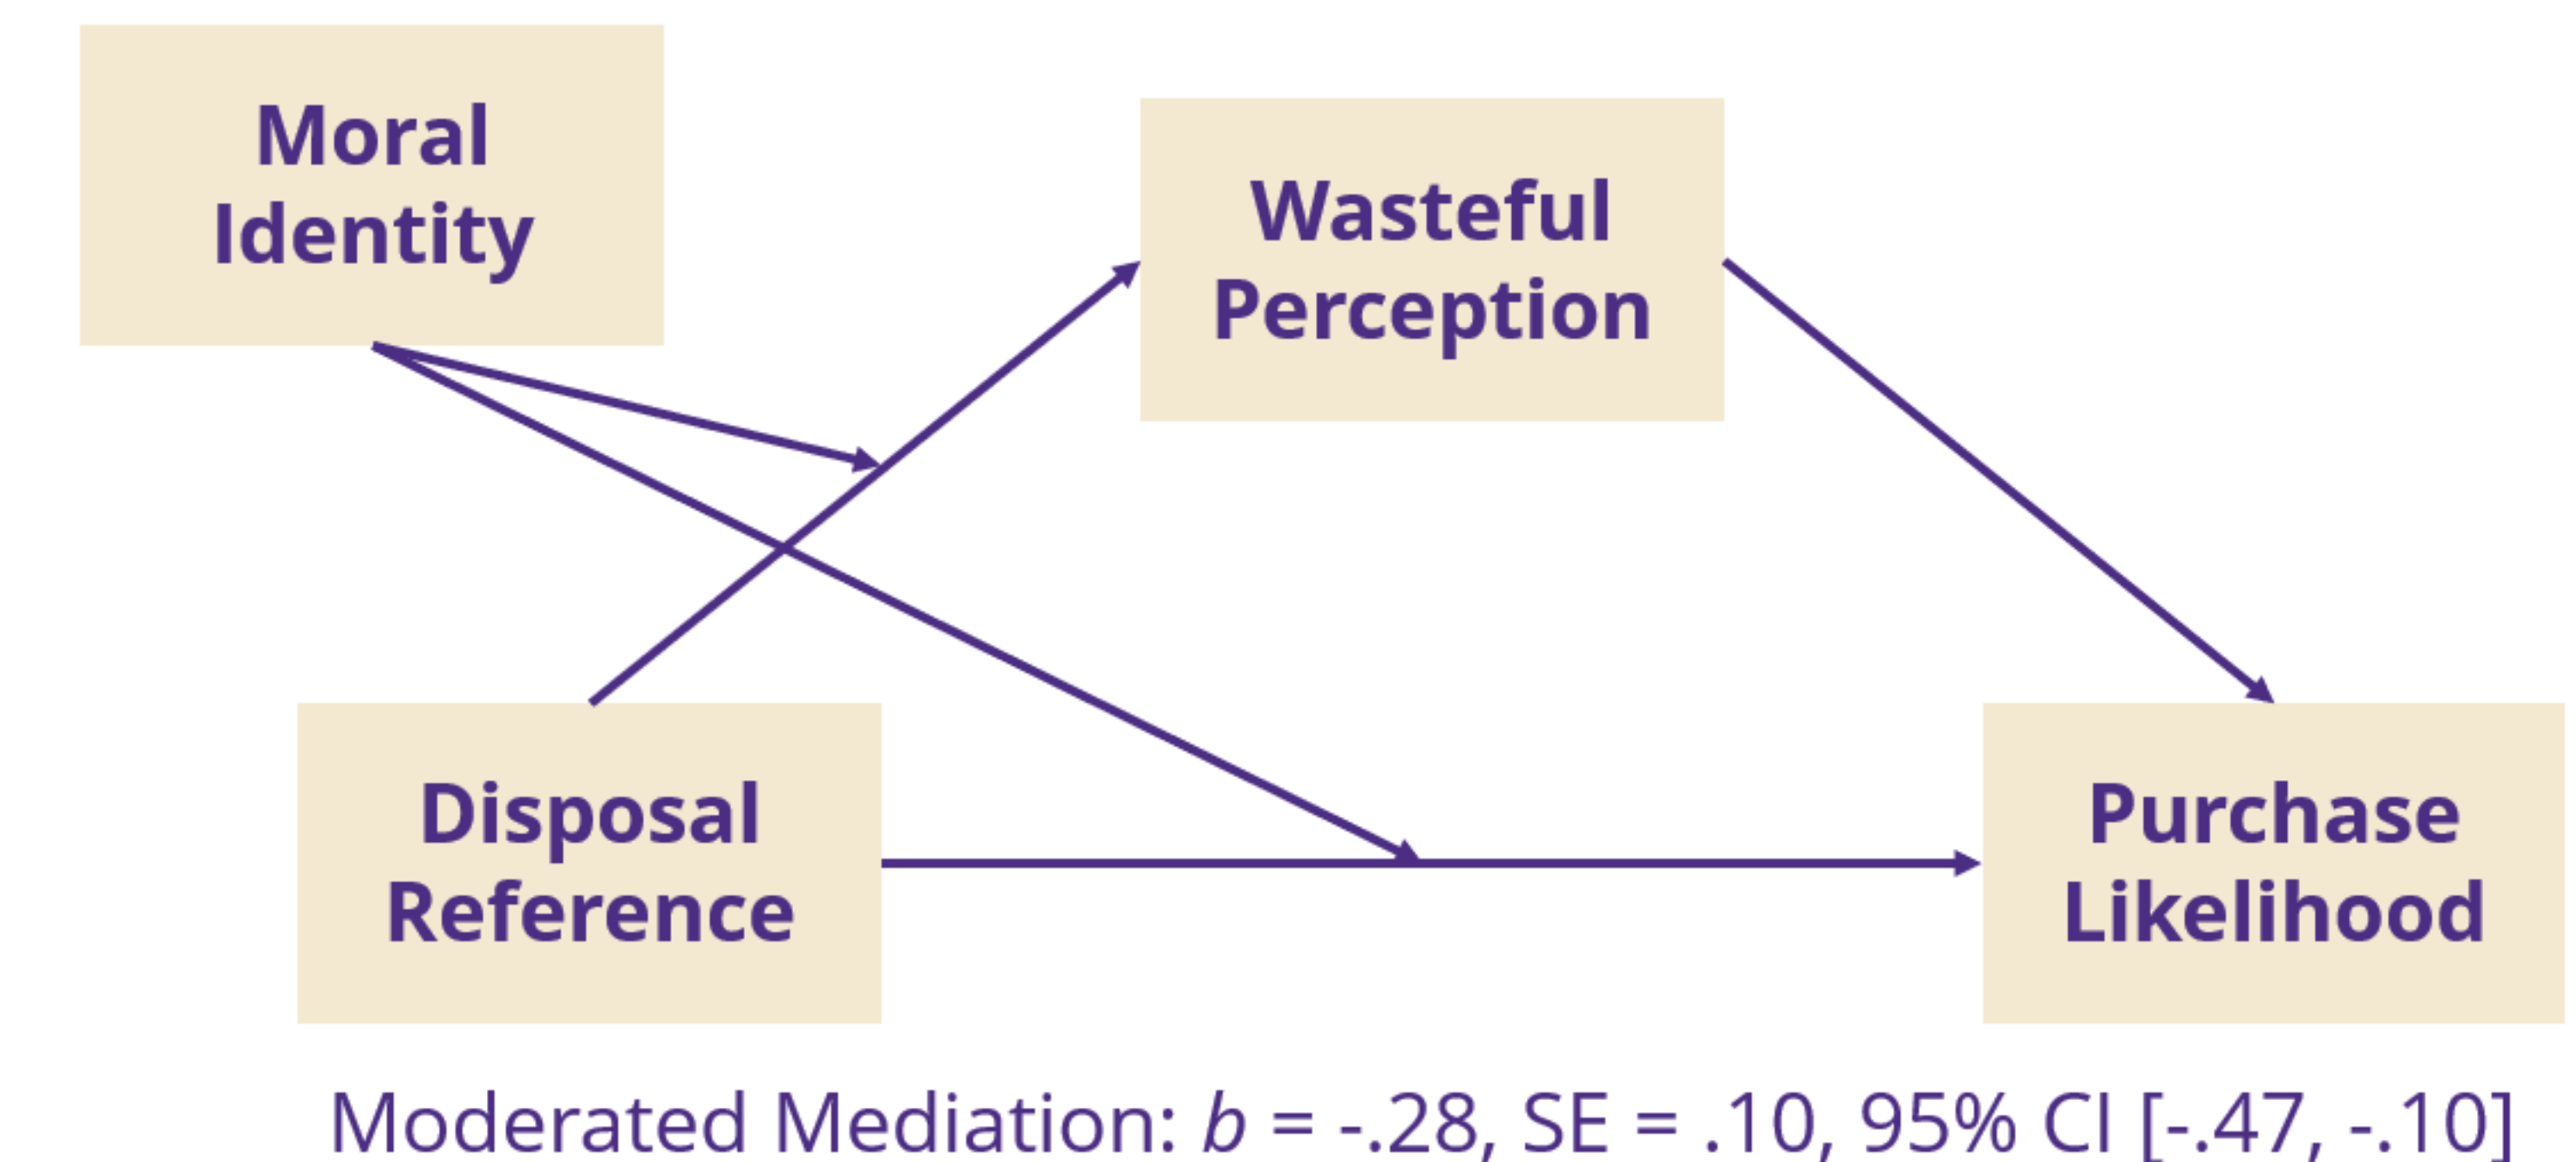 Moral
Identity
Wasteful
Perception
Disposal
Reference
Purchase
Likelihood
Moderated Mediation: b = -.28, SE = .10, 95% CI [-.47, -.10]